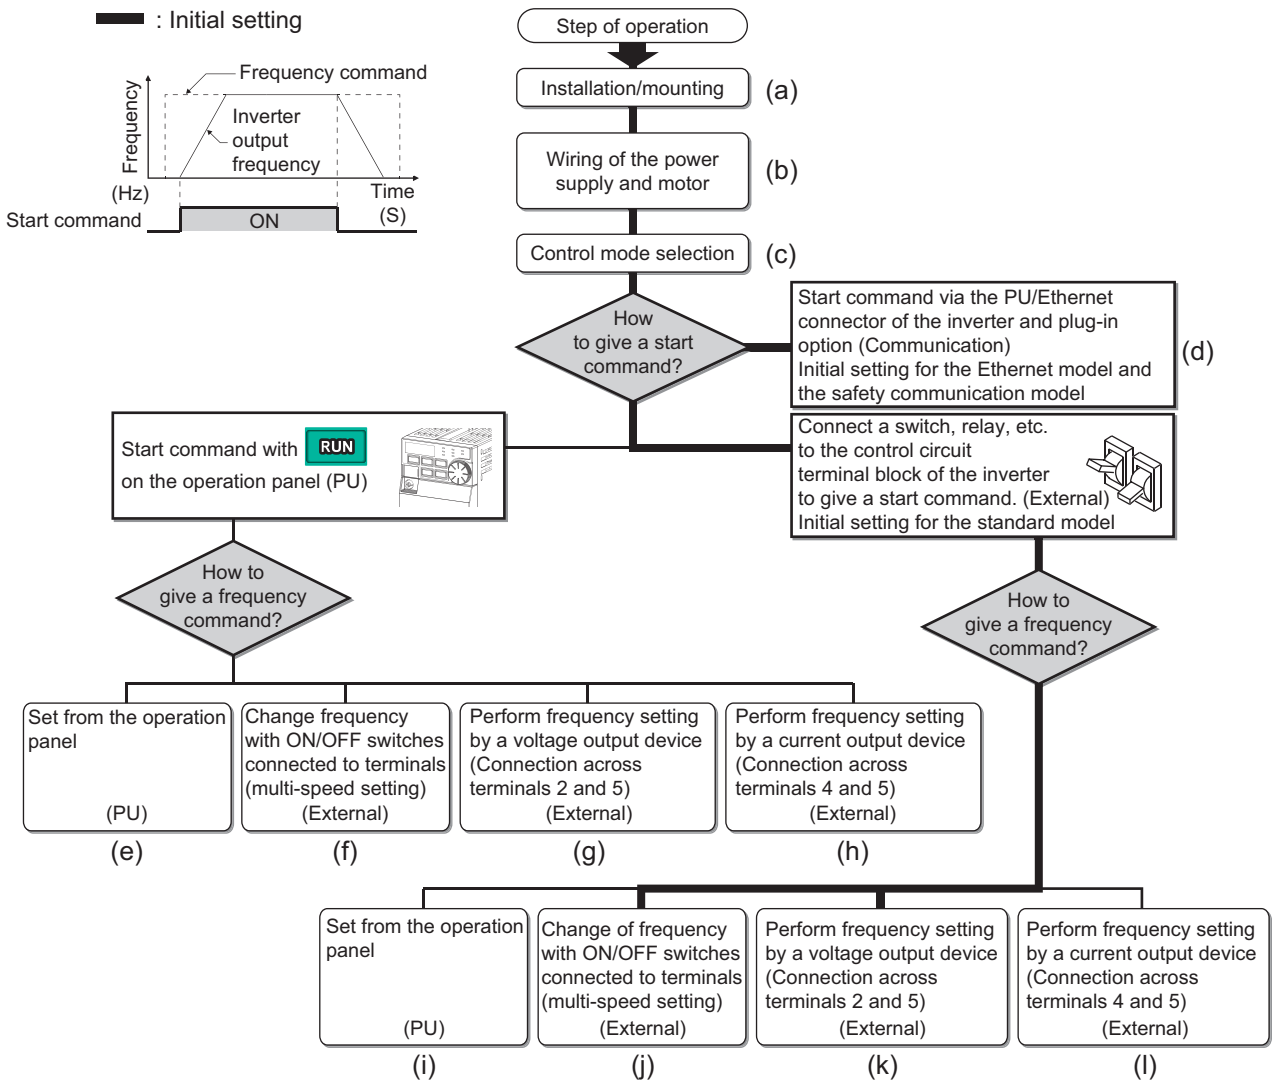 : Initial setting
Step of operation
Frequency command
Inverter
output
frequency
Frequency
(Hz)
Time
(S)
Start command
ON
Installation/mounting
(a)
Wiring of the power
supply and motor
(b)
Control mode selection
(c)
How
to give a start
command?
Start command via the PU/Ethernet
connector of the inverter and plug-in
option (Communication)
Initial setting for the Ethernet model and
the safety communication model
(d)
Start command with RUN
on the operation panel (PU)
Connect a switch, relay, etc.
to the control circuit
terminal block of the inverter
to give a start command. (External)
Initial setting for the standard model
How to
give a frequency
command?
How to
give a frequency
command?
Set from the operation
panel
(PU)
(e)
Change frequency
with ON/OFF switches
connected to terminals
(multi-speed setting)
(External)
(f)
Perform frequency setting
by a voltage output device
(Connection across
terminals 2 and 5)
(External)
(g)
Perform frequency setting
by a current output device
(Connection across
terminals 4 and 5)
(External)
(h)
Set from the operation
panel
(PU)
(i)
Change of frequency
with ON/OFF switches
connected to terminals
(multi-speed setting)
(External)
(j)
Perform frequency setting
by a voltage output device
(Connection across
terminals 2 and 5)
(External)
(k)
Perform frequency setting
by a current output device
(Connection across
terminals 4 and 5)
(External)
(l)